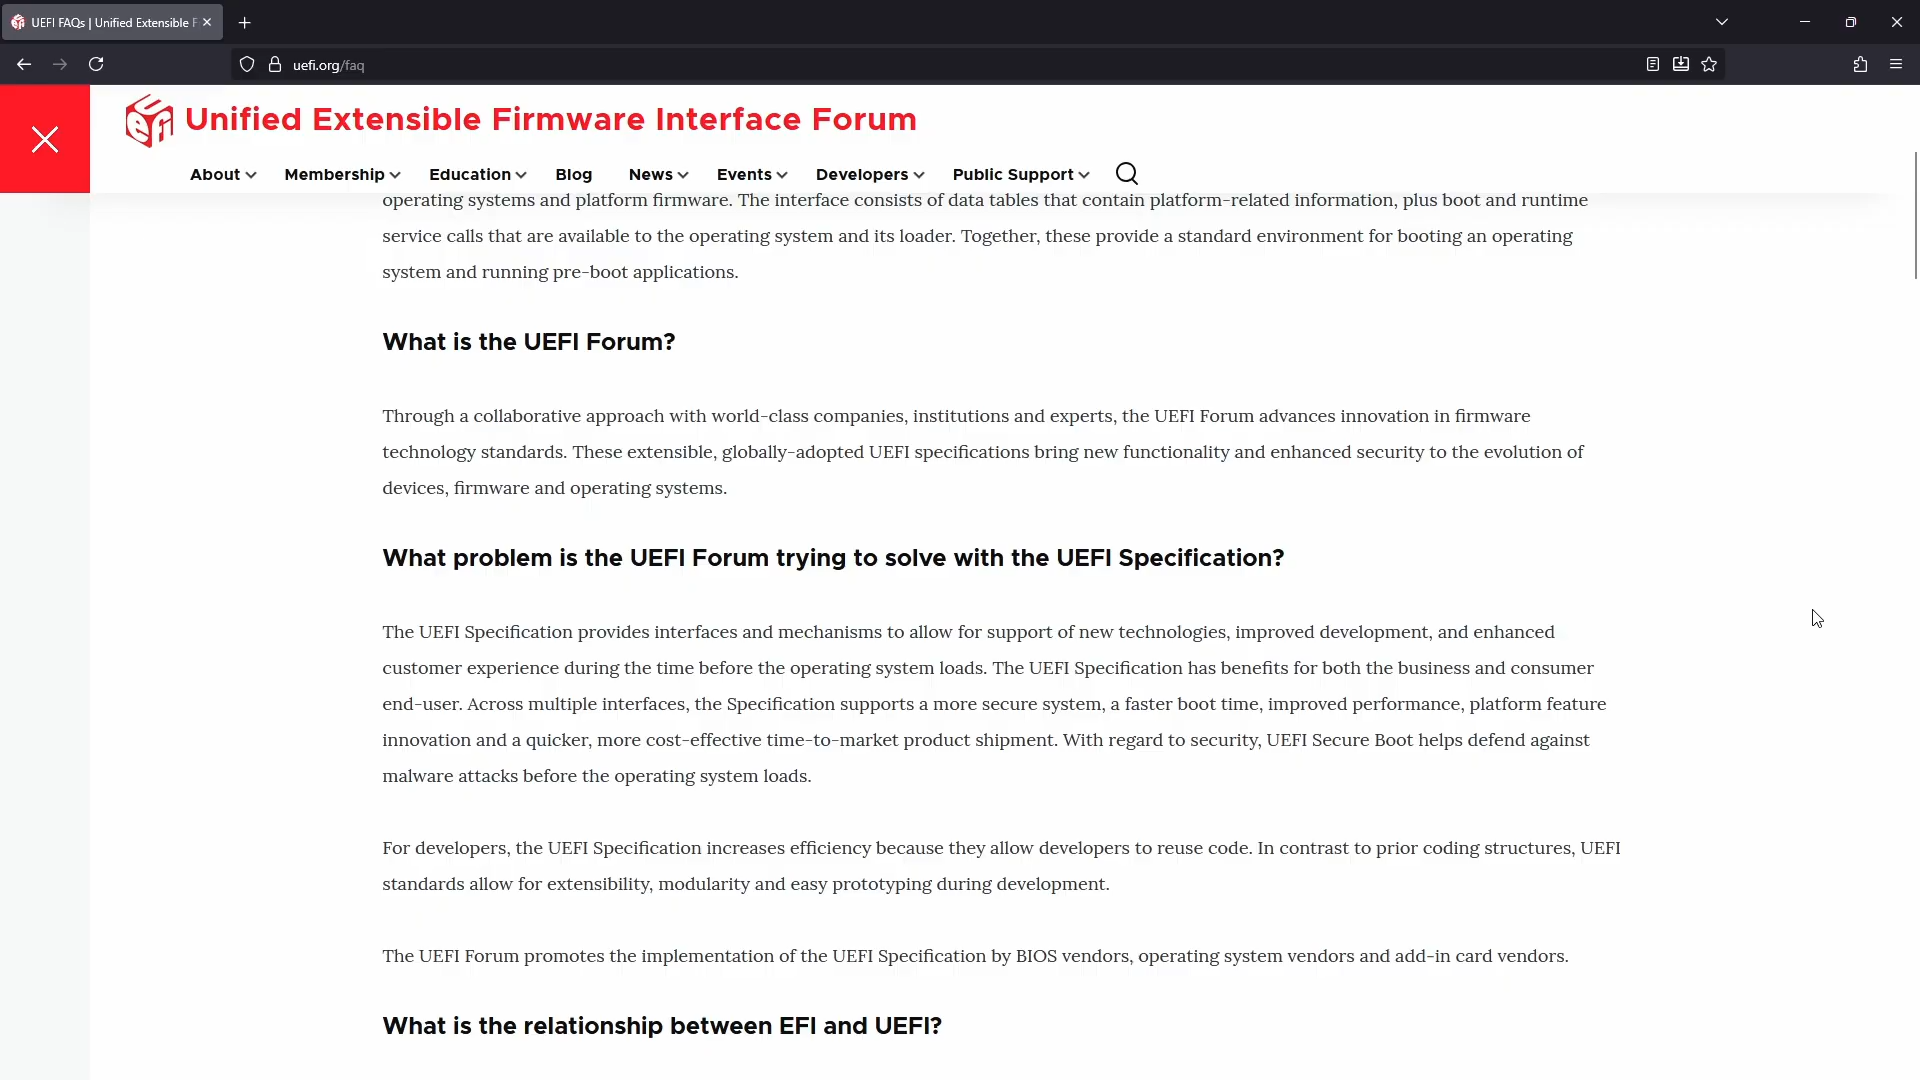 UEFI FAQs | Unified Extensible F
uefi.org/faq
Unified Extensible Firmware Interface Forum
About Membership Education Blog News Events Developers Public Support
operating systems and platform firmware. The interface consists of data tables that contain platform-related information, plus boot and runtime
service calls that are available to the operating system and its loader. Together, these provide a standard environment for booting an operating
system and running pre-boot applications.
What is the UEFI Forum?
Through a collaborative approach with world-class companies, institutions and experts, the UEFI Forum advances innovation in firmware
technology standards. These extensible, globally-adopted UEFI specifications bring new functionality and enhanced security to the evolution of
devices, firmware and operating systems.
What problem is the UEFI Forum trying to solve with the UEFI Specification?
The UEFI Specification provides interfaces and mechanisms to allow for support of new technologies, improved development, and enhanced
customer experience during the time before the operating system loads. The UEFI Specification has benefits for both the business and consumer
end-user. Across multiple interfaces, the Specification supports a more secure system, a faster boot time, improved performance, platform feature
innovation and a quicker, more cost-effective time-to-market product shipment. With regard to security, UEFI Secure Boot helps defend against
malware attacks before the operating system loads.
For developers, the UEFI Specification increases efficiency because they allow developers to reuse code. In contrast to prior coding structures, UEFI
standards allow for extensibility, modularity and easy prototyping during development.
The UEFI Forum promotes the implementation of the UEFI Specification by BIOS vendors, operating system vendors and add-in card vendors.
What is the relationship between EFI and UEFI?